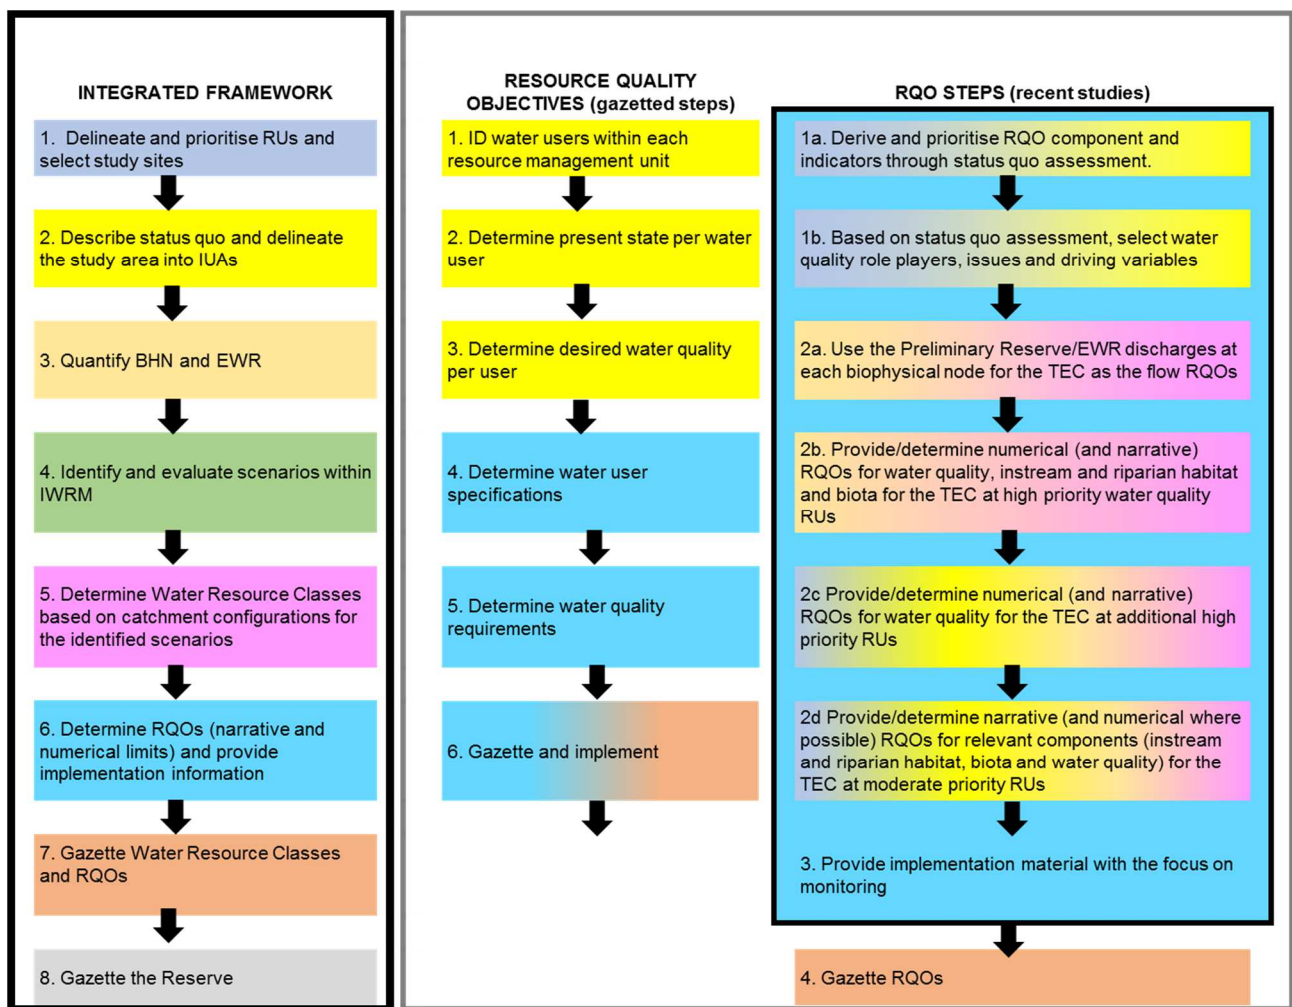 INTEGRATED FRAMEWORK
1. Delineate and prioritise RUs and
select study sites
2. Describe status quo and delineate
the study area into IUAs
3. Quantify BHN and EWR
4. Identify and evaluate scenarios within
IWRM
5. Determine Water Resource Classes
based on catchment configurations for
the identified scenarios
6. Determine RQOs (narrative and
numerical limits) and provide
implementation information
7. Gazette Water Resource Classes
and RQOs
8. Gazette the Reserve
RESOURCE QUALITY
OBJECTIVES (gazetted steps)
1. ID water users within each
resource management unit
2. Determine present state per water
user
3. Determine desired water quality
per user
4. Determine water user
specifications
5. Determine water quality
requirements
6. Gazette and implement
RQO STEPS (recent studies)
1a. Derive and prioritise RQO component and
indicators through status quo assessment.
1b. Based on status quo assessment, select water
quality role players, issues and driving variables
2a. Use the Preliminary Reserve/EWR discharges at
each biophysical node for the TEC as the flow RQOs
2b. Provide/determine numerical (and narrative)
RQOs for water quality, instream and riparian habitat
and biota for the TEC at high priority water quality
RUs
2c Provide/determine numerical (and narrative)
RQOs for water quality for the TEC at additional high
priority RUs
2d Provide/determine narrative (and numerical where
possible) RQOs for relevant components (instream
and riparian habitat, biota and water quality) for the
TEC at moderate priority RUs
3. Provide implementation material with the focus on
monitoring
4. Gazette RQOs